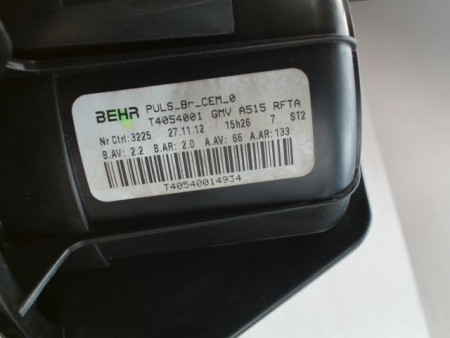 BEHR PULS_Br_CEM_0
T4054001 GMV A515 RFTA
Nr Ctrl:3225 27.11.12 15h26 7 ST2
B.AV: 2.2 B.AR: 2.0 A.AV: 66 A.AR:133
T40540014934